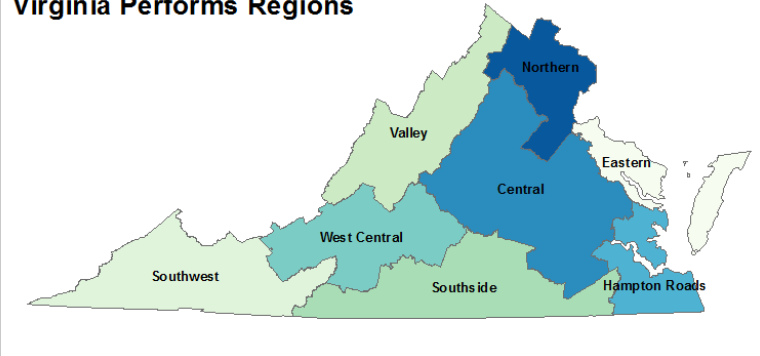 Virginia Performs Regions
Northern
Valley
Eastern
Central
West Central
Southwest
Southside
Hampton Roads